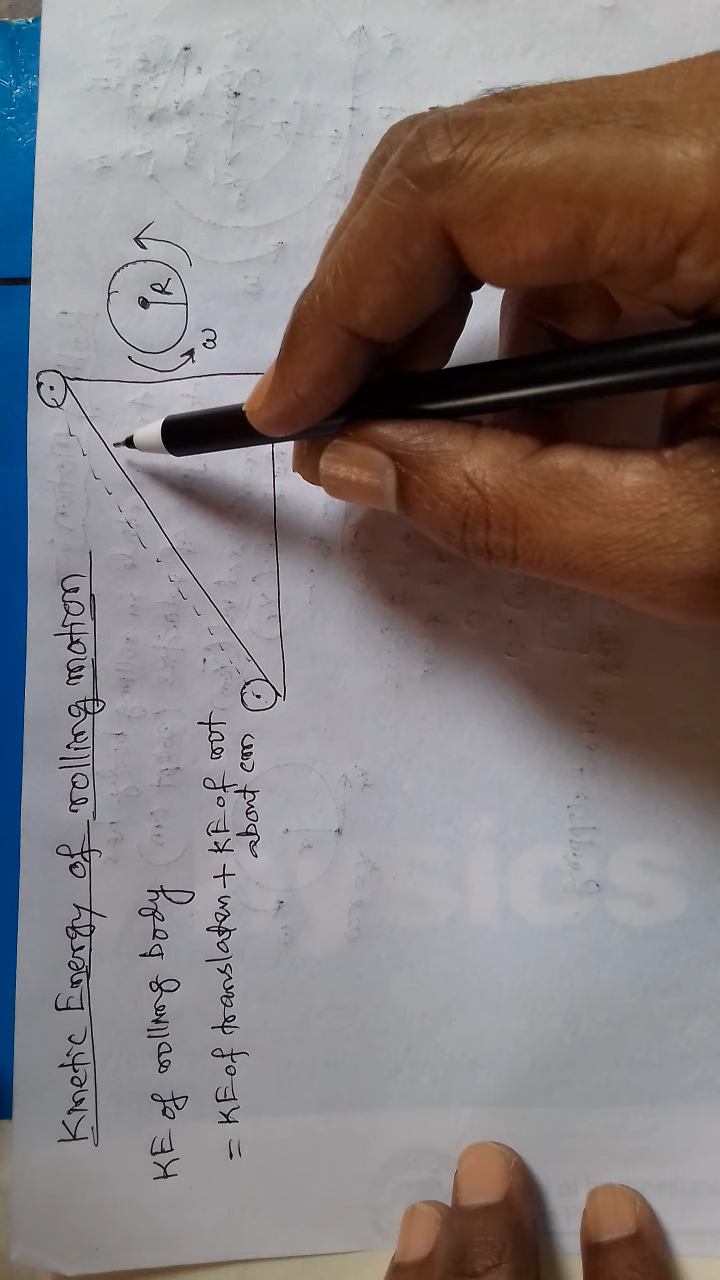 Kinetic Energy of rolling motion
KE of rolling body
= KE of translation + KE of rot
about cm
R
ω